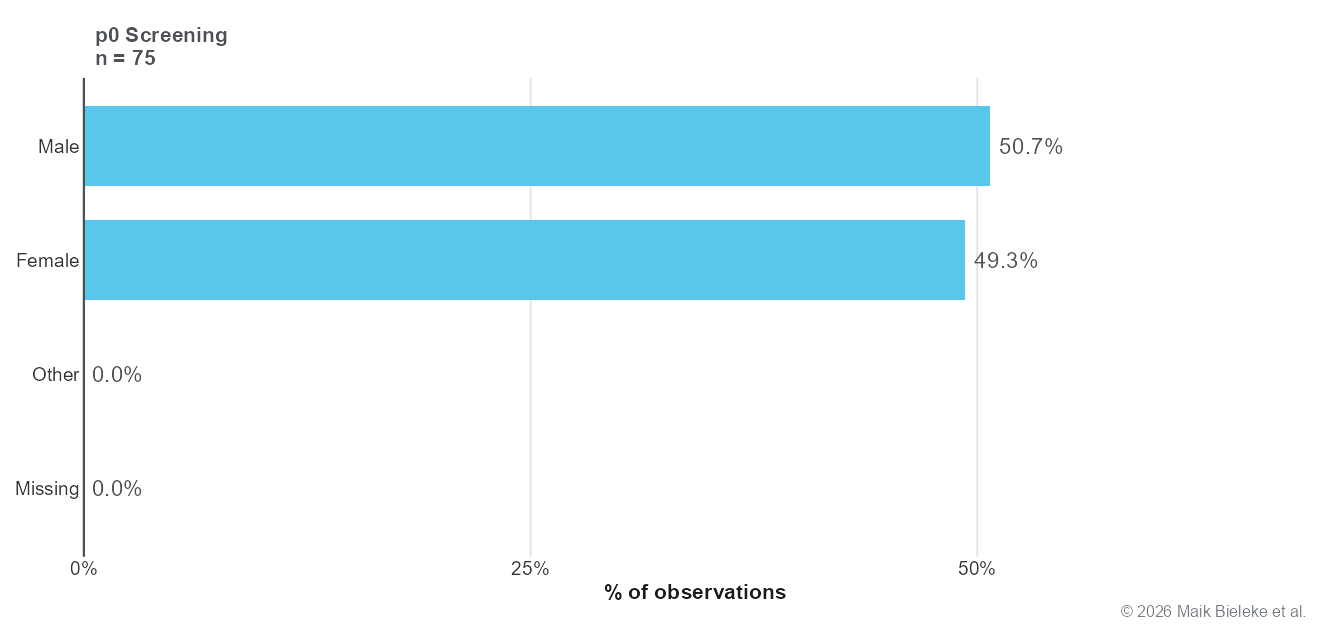 p0 Screening
n = 75
Male 50.7%
Female 49.3%
Other 0.0%
Missing 0.0%
0% 25% 50%
% of observations
© 2026 Maik Bieleke et al.